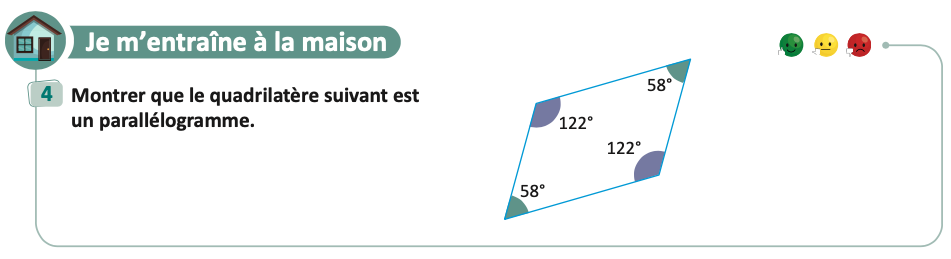 Je m'entraîne à la maison
4 Montrer que le quadrilatère suivant est
un parallélogramme.
58°
122°
122°
58°